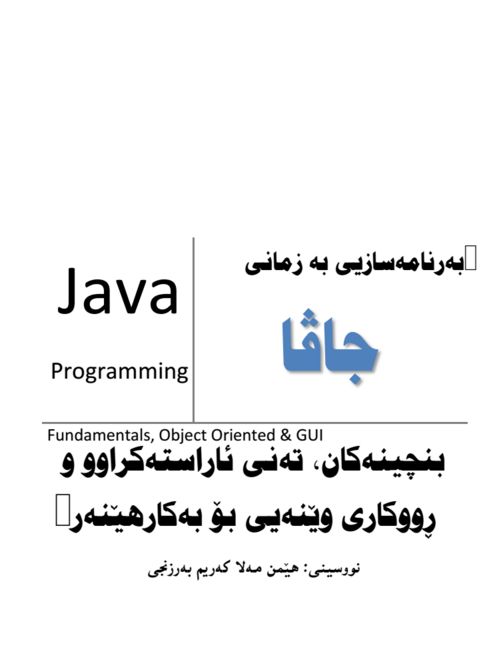 Java
Programming
بەرنامەسازیی بە زمانی
جاڤا
Fundamentals, Object Oriented & GUI
بنچینەکان، تەنی ئاراستەکراوو و
ڕووکاری وێنەیی بۆ بەکارهێنەر
نووسینی: هێمن مەلا کەریم بەرزنجی